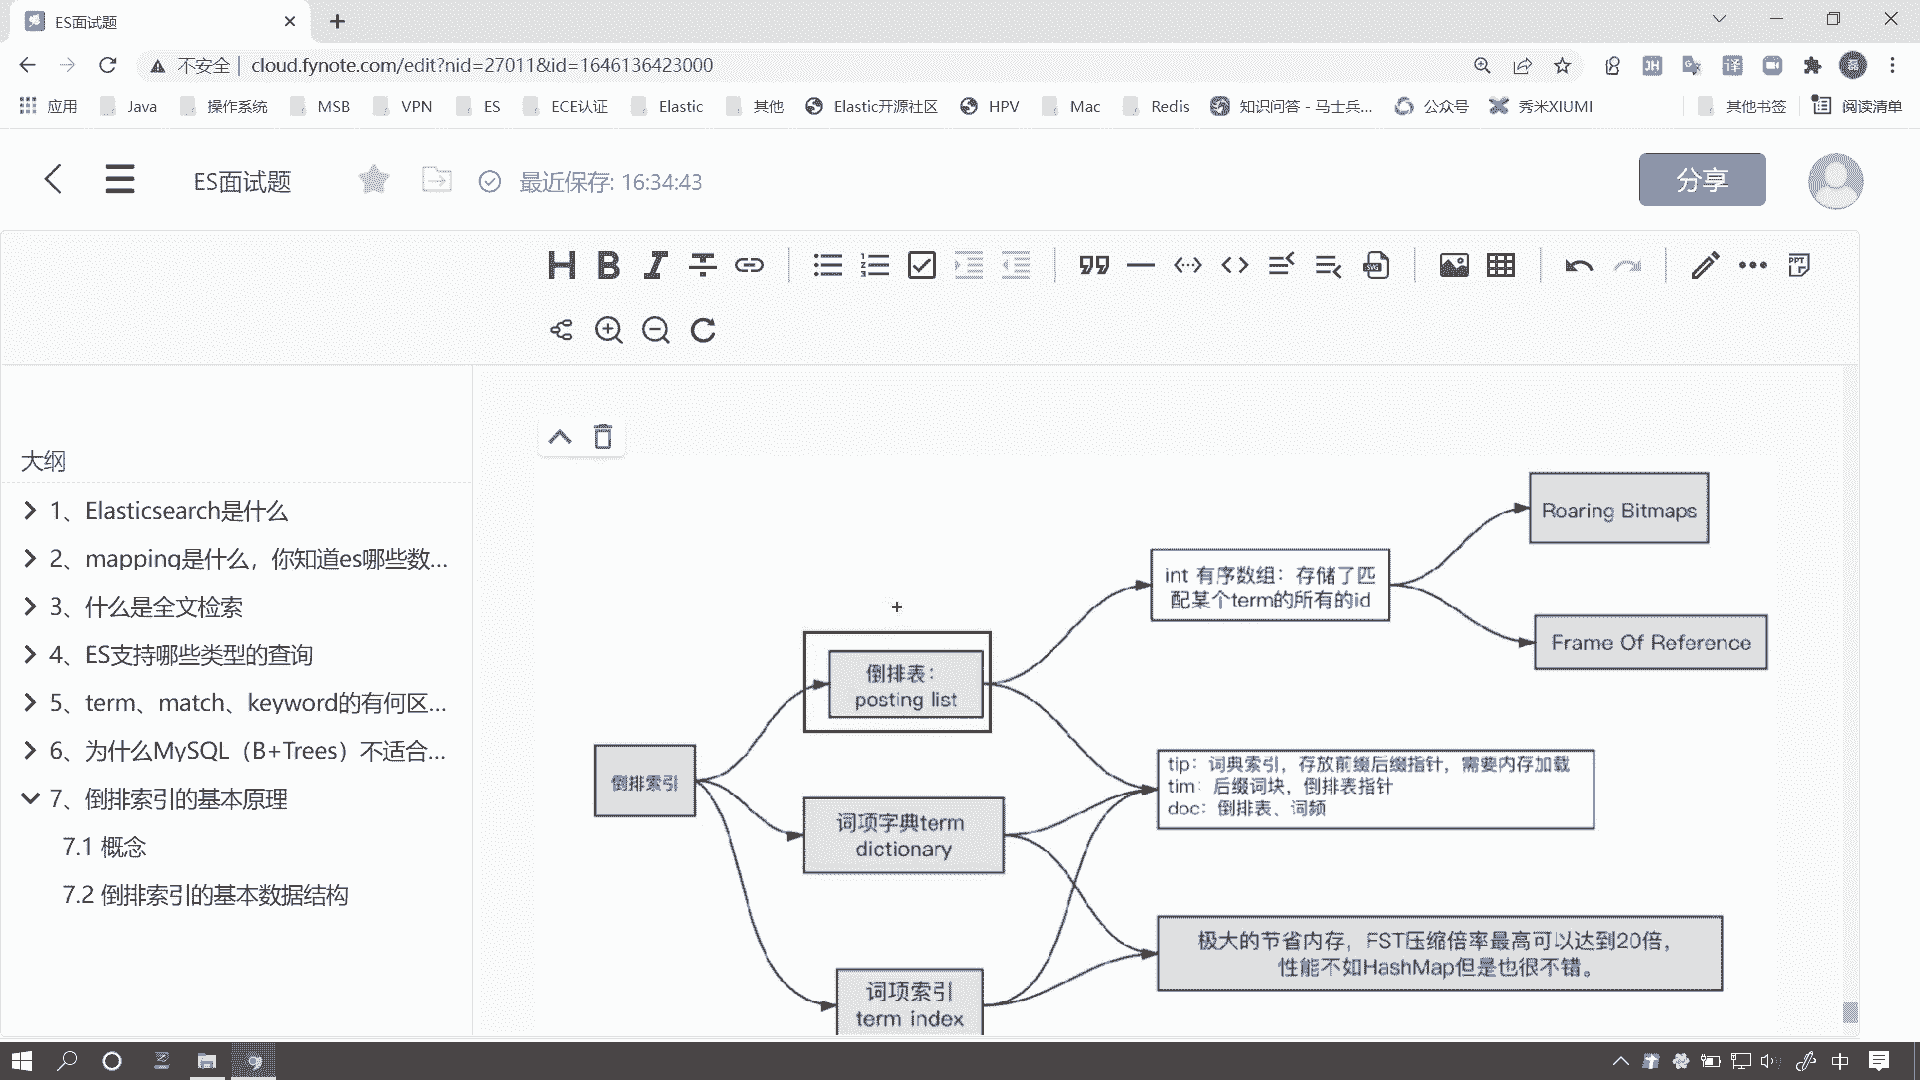 ES面试题
不安全 | cloud.fynote.com/edit?nid=27011&id=1646136423000
应用 Java 操作系统 MSB VPN ES ECE认证 Elastic 其他 Elastic开源社区 HPV Mac Redis 知识问答 - 马士兵... 公众号 秀米XIUMI 其他书签 阅读清单
ES面试题 最近保存: 16:34:43 分享
大纲
1、Elasticsearch是什么
2、mapping是什么，你知道es哪些数...
3、什么是全文检索
4、ES支持哪些类型的查询
5、term、match、keyword的有何区...
6、为什么MySQL（B+Trees）不适合...
7、倒排索引的基本原理
7.1 概念
7.2 倒排索引的基本数据结构
倒排索引
倒排表：
posting list
词项字典term
dictionary
词项索引
term index
int 有序数组：存储了匹
配某个term的所有的id
Roaring Bitmaps
Frame Of Reference
tip：词典索引，存放前缀后缀指针，需要内存加载
tim：后缀词块，倒排表指针
doc：倒排表、词频
极大的节省内存，FST压缩倍率最高可以达到20倍，
性能不如HashMap但是也很不错。
中